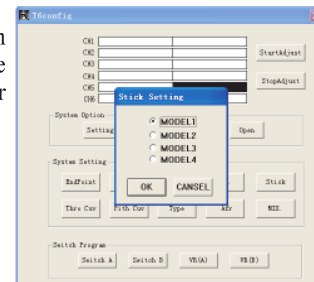 T6config
CH1
CH2
CH3
CH4
CH5
CH6
StartAdjust
StopAdjust
Stick Setting
MODEL1
MODEL2
MODEL3
MODEL4
OK CANSEL
System Option
Setting Open
System Setting
EndPoint Stick
Thro Cuv Pith Cuv Type MIX.
Switch Program
Switch A Switch B VR(A) VR(B)